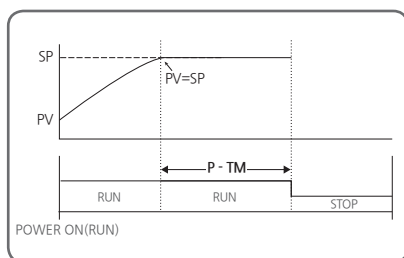 SP
PV=SP
PV
P - TM
RUN
RUN
STOP
POWER ON(RUN)